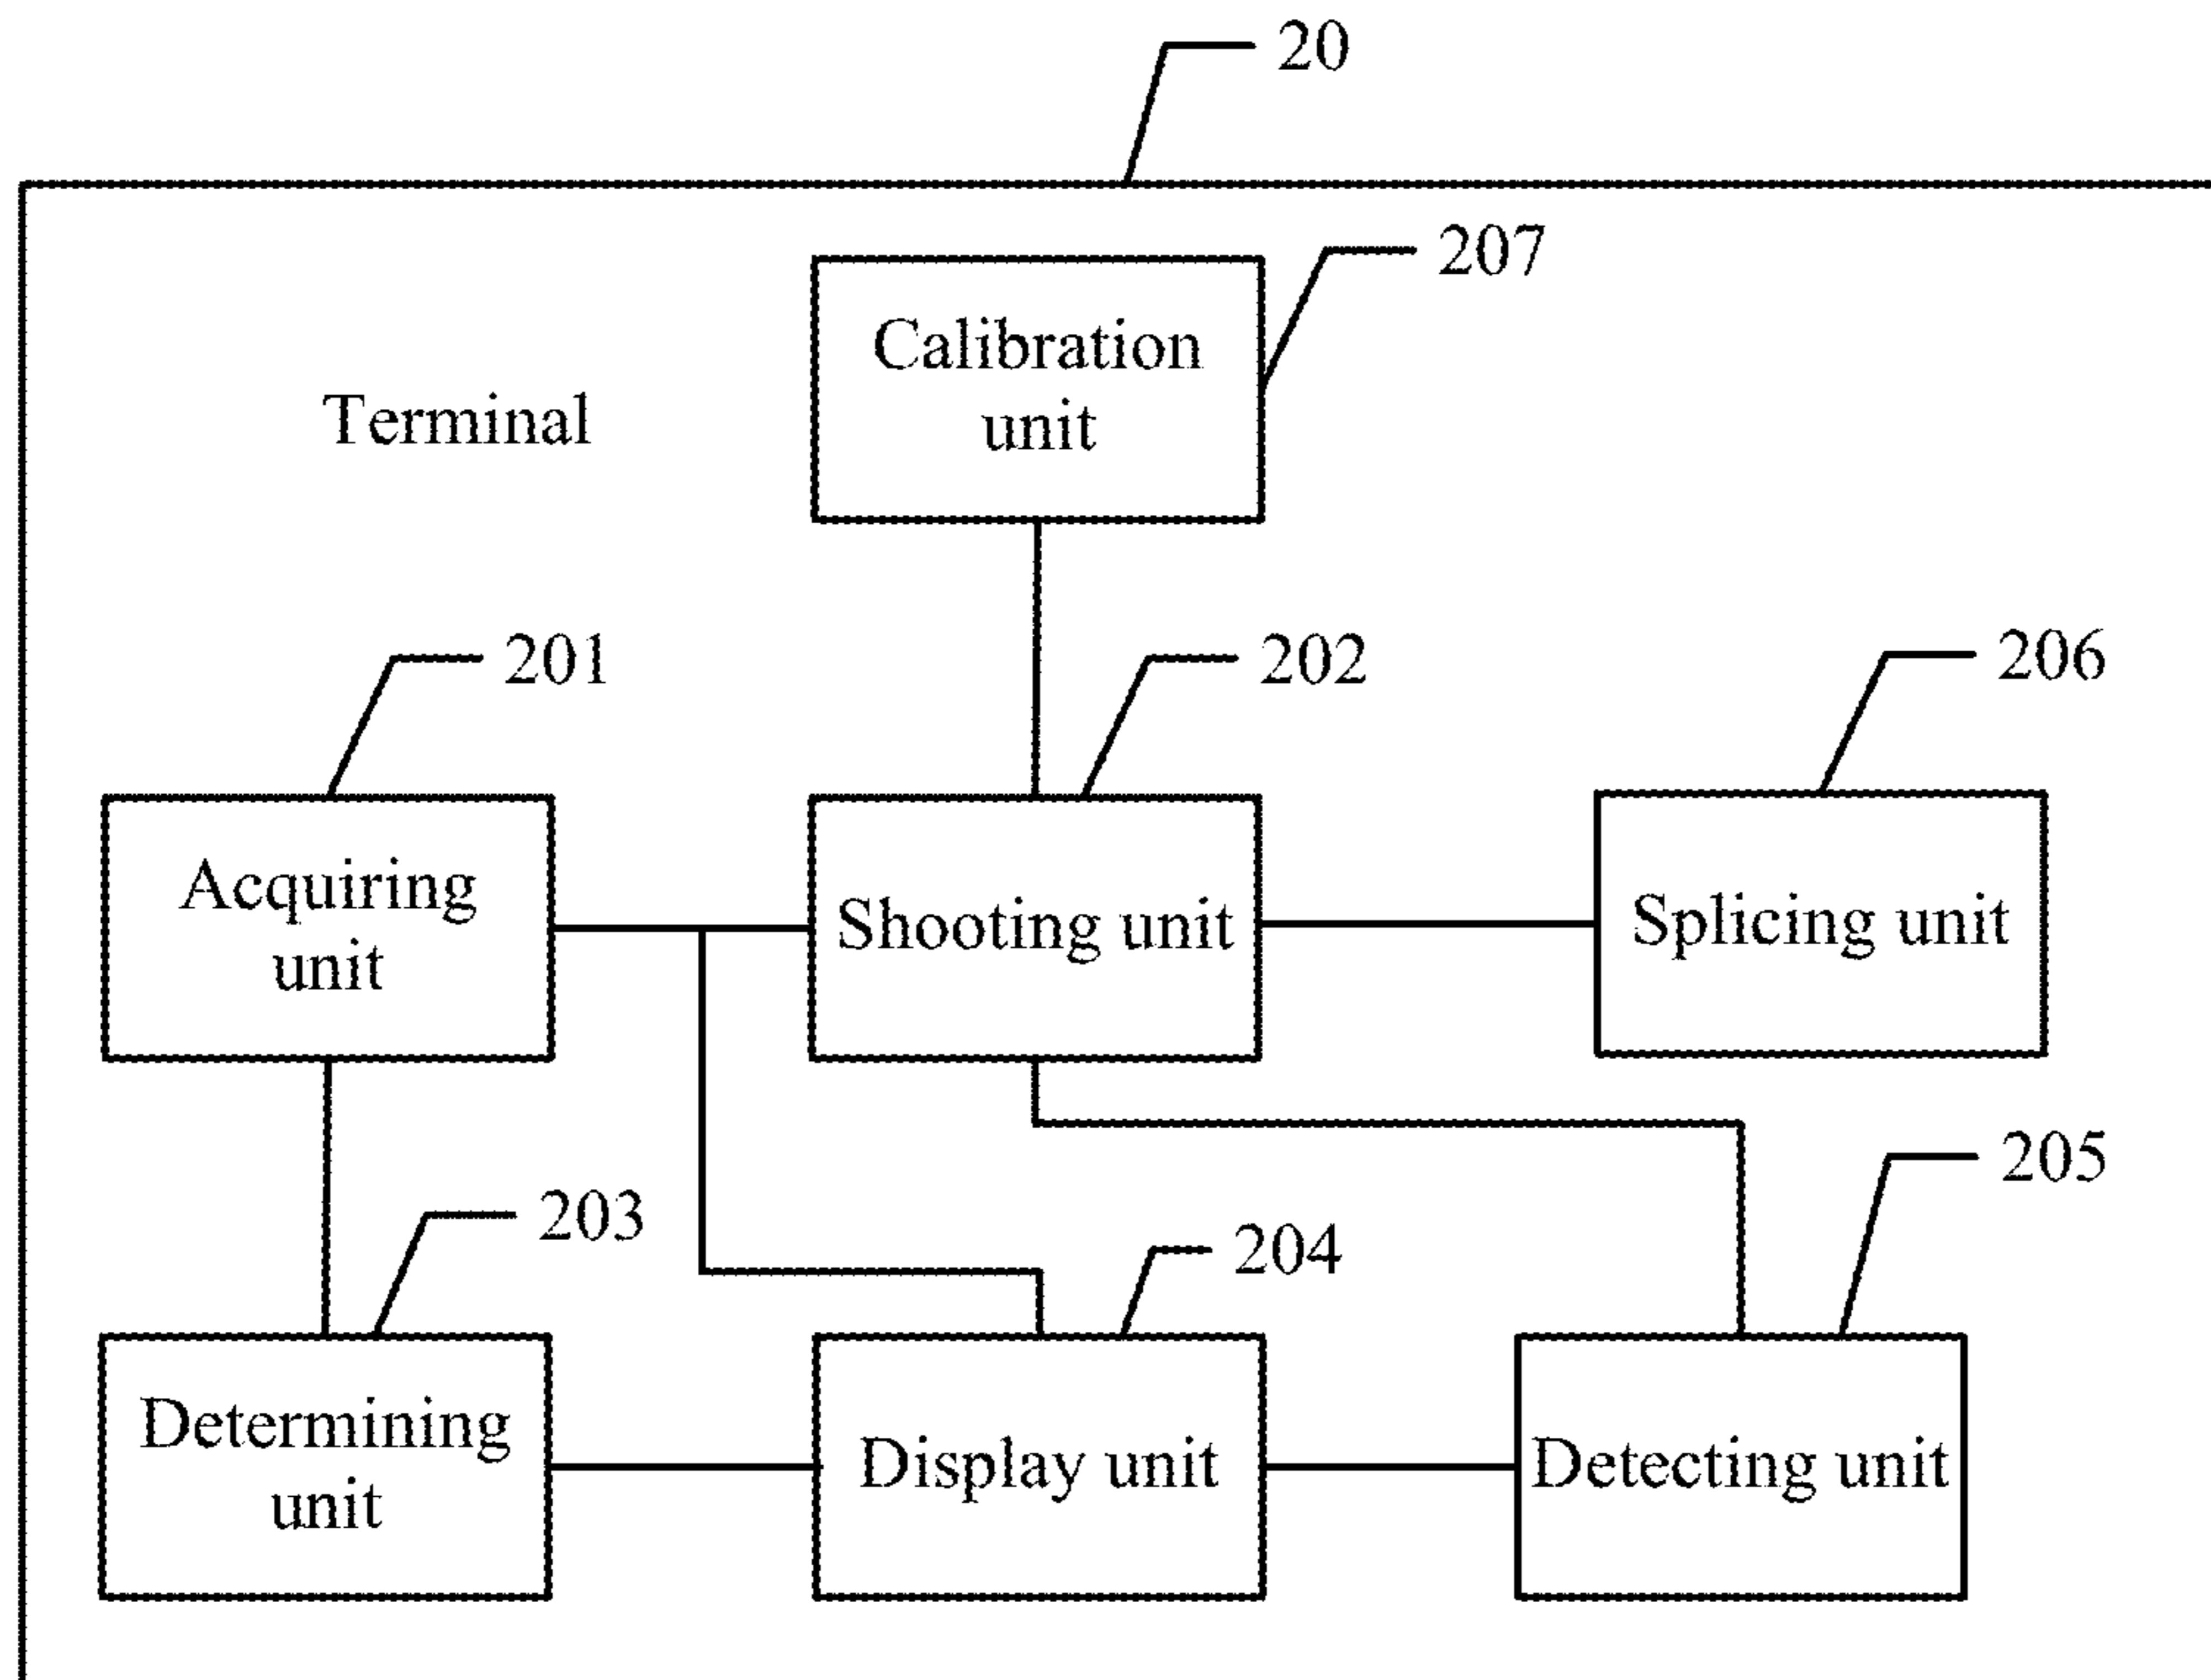 20
207
Calibration
unit
Terminal
201
202
206
Acquiring
unit
Shooting unit
Splicing unit
205
203
204
Determining
unit
Display unit
Detecting unit